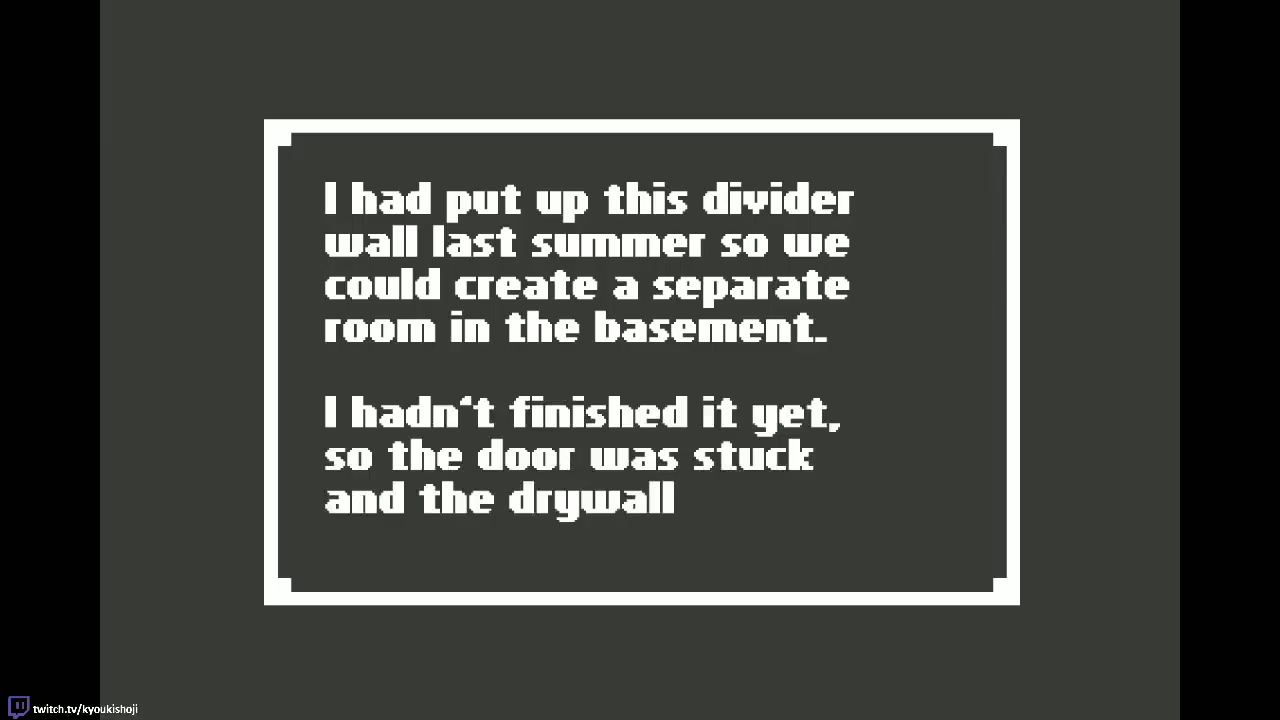 I had put up this divider
wall last summer so we
could create a separate
room in the basement.
I hadn't finished it yet,
so the door was stuck
and the drywall
twitch.tv/kyoukishoji